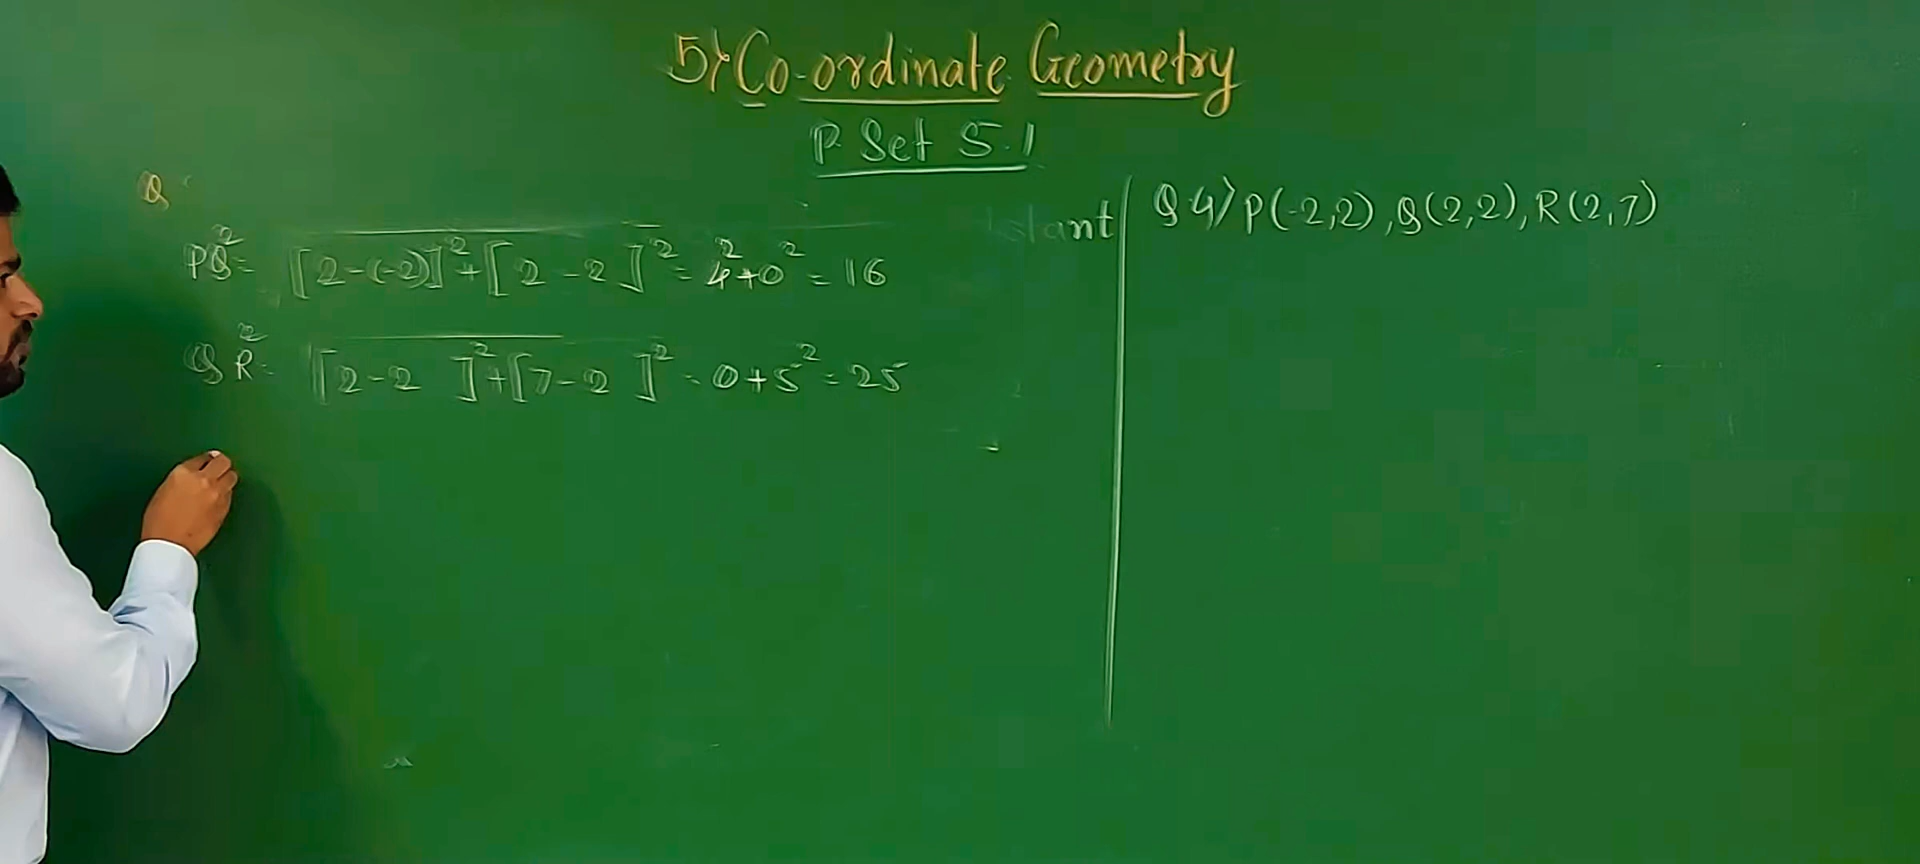 5) Co-ordinate Geometry
P. Set 5.1
Q
PQ² = [2-(-2)]² + [2-2]² = 4²+0² = 16
QR² = [2-2]² + [7-2]² = 0+5² = 25
Q.4) P(-2,2), Q(2,2), R(2,7)